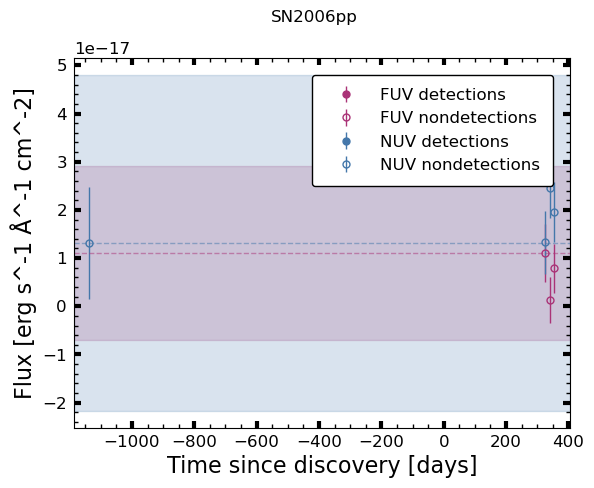 SN2006pp
1e−17
5
4
3
2
1
0
−1
−2
Flux [erg s^-1 Å^-1 cm^-2]
FUV detections
FUV nondetections
NUV detections
NUV nondetections
−1000 −800 −600 −400 −200 0 200 400
Time since discovery [days]